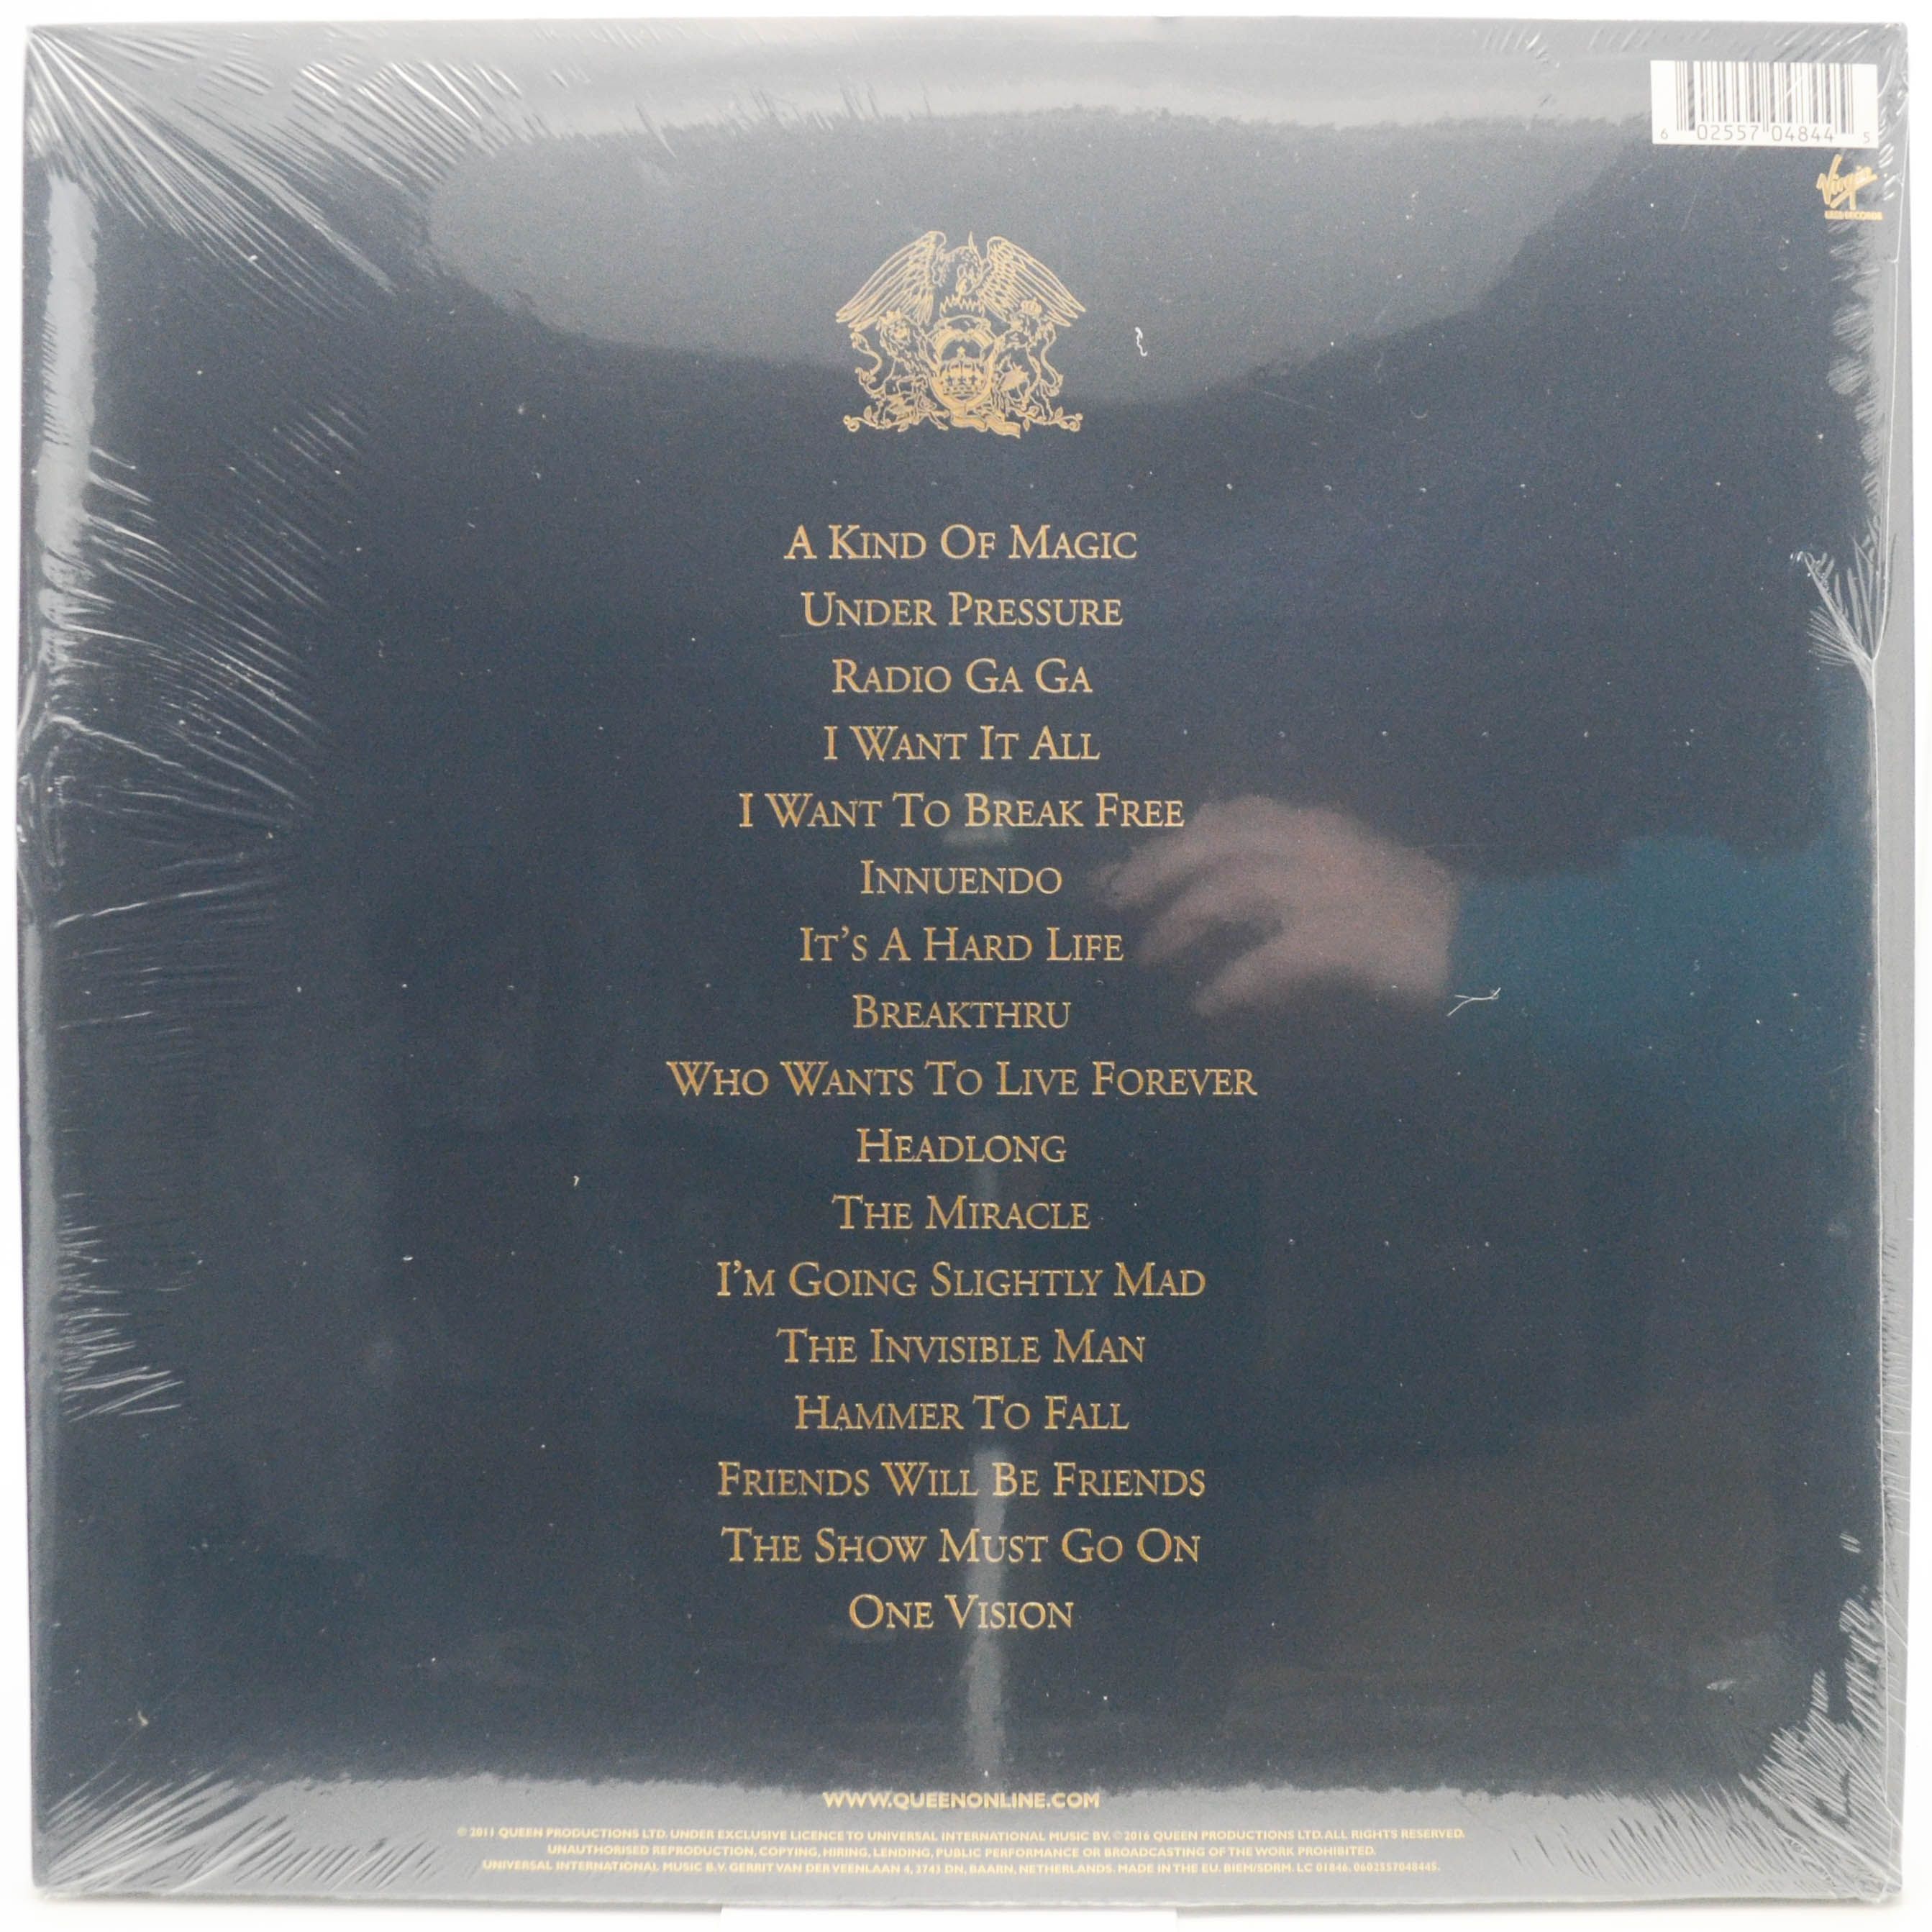 6 02557 04844 5
Virgin
EMI RECORDS
A KIND OF MAGIC
UNDER PRESSURE
RADIO GA GA
I WANT IT ALL
I WANT TO BREAK FREE
INNUENDO
IT'S A HARD LIFE
BREAKTHRU
WHO WANTS TO LIVE FOREVER
HEADLONG
THE MIRACLE
I'M GOING SLIGHTLY MAD
THE INVISIBLE MAN
HAMMER TO FALL
FRIENDS WILL BE FRIENDS
THE SHOW MUST GO ON
ONE VISION
WWW.QUEENONLINE.COM
℗ 2011 QUEEN PRODUCTIONS LTD. UNDER EXCLUSIVE LICENCE TO UNIVERSAL INTERNATIONAL MUSIC BV. © 2016 QUEEN PRODUCTIONS LTD. ALL RIGHTS RESERVED.
UNAUTHORISED REPRODUCTION, COPYING, HIRING, LENDING, PUBLIC PERFORMANCE OR BROADCASTING OF THE WORK PROHIBITED.
UNIVERSAL INTERNATIONAL MUSIC B.V. GERRIT VAN DER VEENLAAN 4, 3743 DN, BAARN, NETHERLANDS. MADE IN THE EU. BIEM/SDRM. LC 01846. 0602557048445.